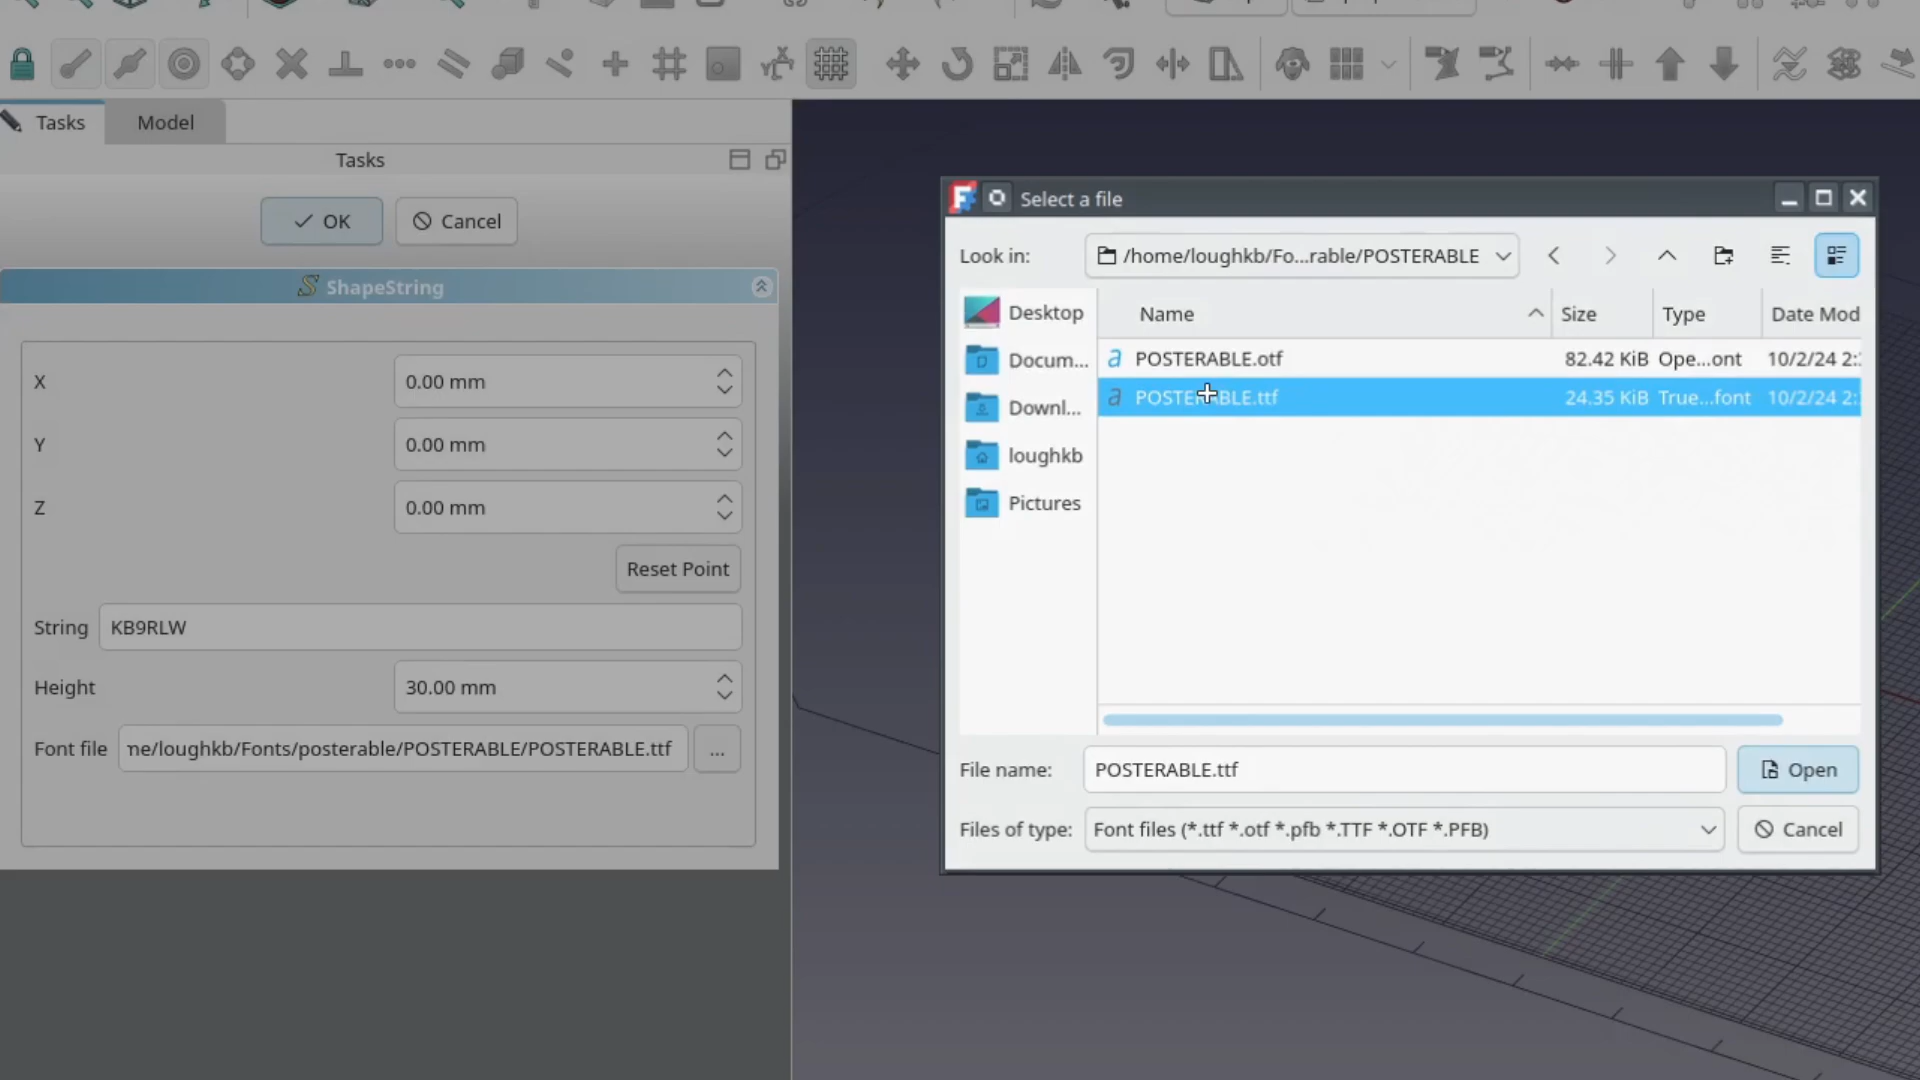 Tasks
Model
Tasks
OK
Cancel
ShapeString
X
0.00 mm
Y
0.00 mm
Z
0.00 mm
Reset Point
String
KB9RLW
Height
30.00 mm
Font file
ne/loughkb/Fonts/posterable/POSTERABLE/POSTERABLE.ttf
...
Select a file
Look in:
/home/loughkb/Fo...rable/POSTERABLE
Desktop
Docum...
Downl...
loughkb
Pictures
Name
Size
Type
Date Mod
POSTERABLE.otf
82.42 KiB
Ope...ont
10/2/24 2:
POSTERABLE.ttf
24.35 KiB
True...font
10/2/24 2:
File name:
POSTERABLE.ttf
Open
Files of type:
Font files (*.ttf *.otf *.pfb *.TTF *.OTF *.PFB)
Cancel